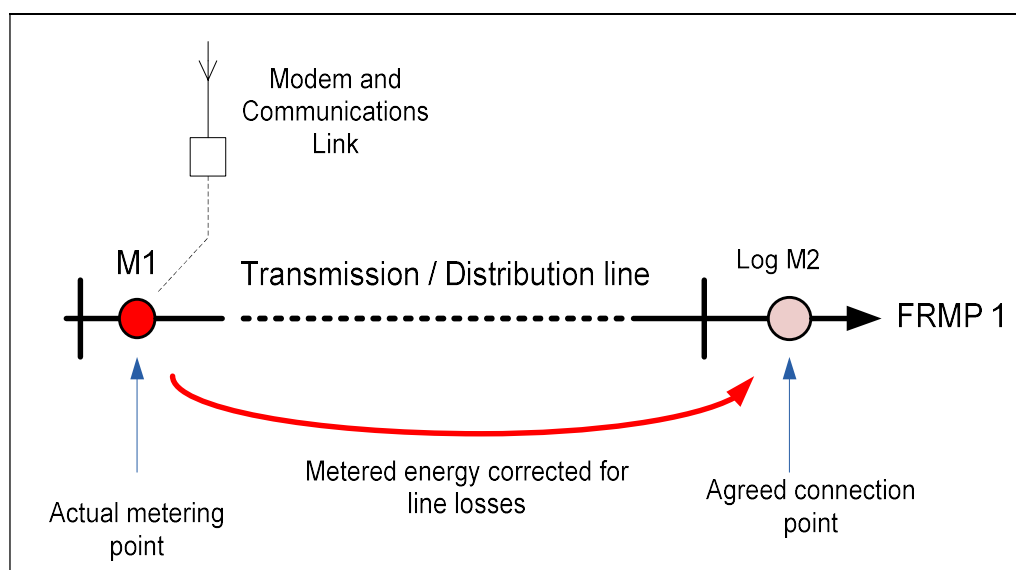 Modem and
Communications
Link
M1
Transmission / Distribution line
Log M2
FRMP 1
Metered energy corrected for
line losses
Actual metering
point
Agreed connection
point